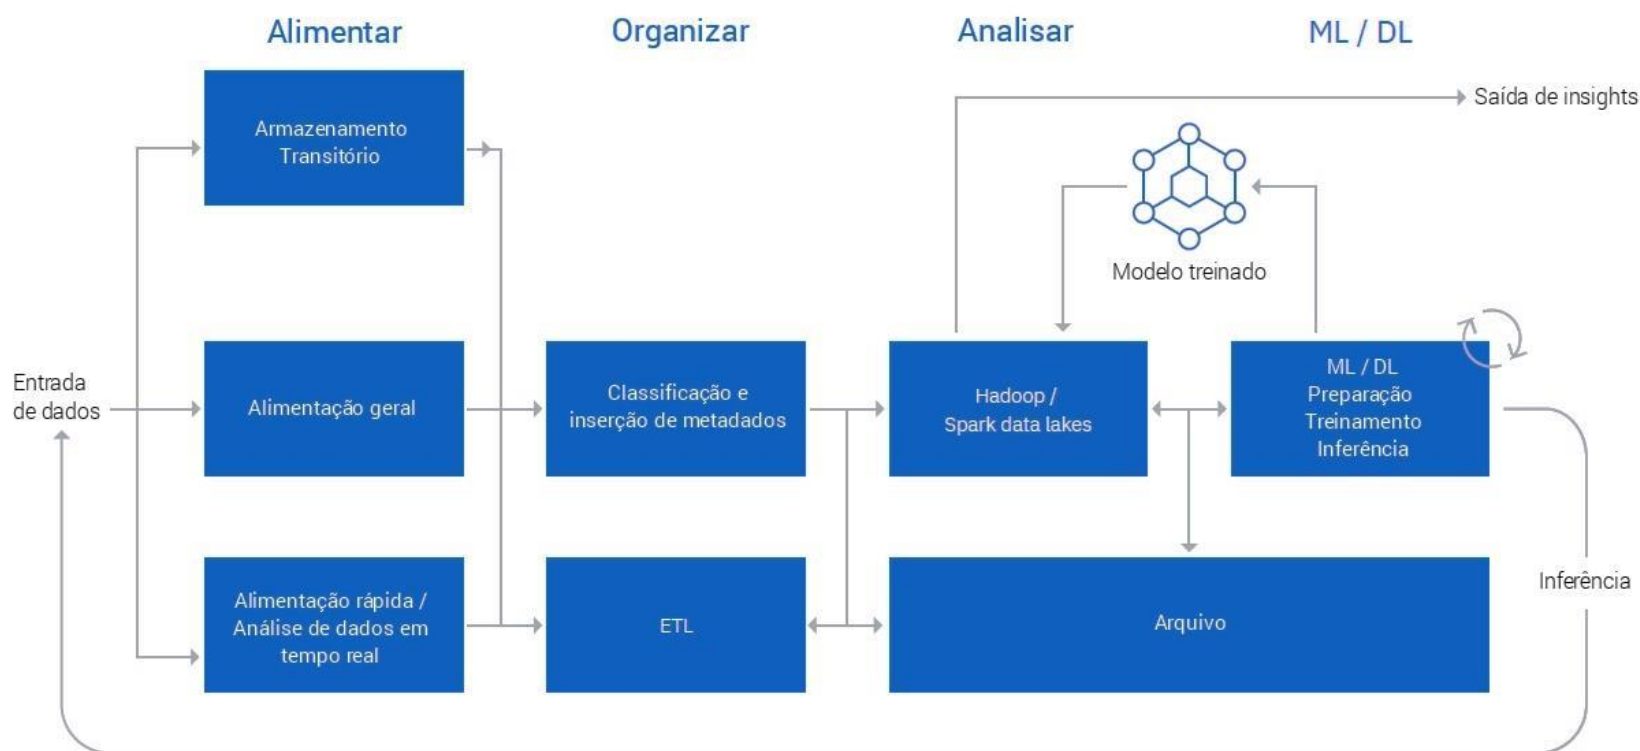 Alimentar
Organizar
Analisar
ML / DL
Saída de insights
Armazenamento
Transitório
Modelo treinado
Entrada
de dados
Alimentação geral
Classificação e
inserção de metadados
Hadoop /
Spark data lakes
ML / DL
Preparação
Treinamento
Inferência
Alimentação rápida /
Análise de dados em
tempo real
ETL
Arquivo
Inferência